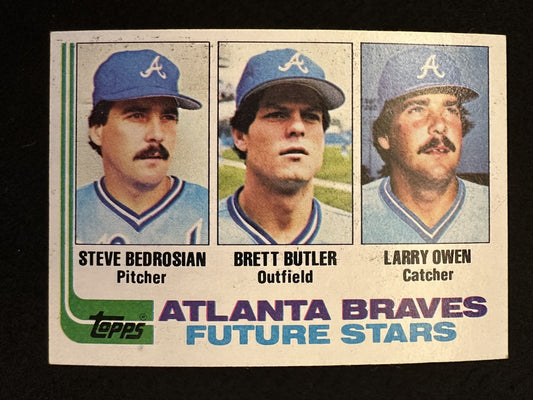 A
A
A
STEVE BEDROSIAN
Pitcher
BRETT BUTLER
Outfield
LARRY OWEN
Catcher
topps
ATLANTA BRAVES
FUTURE STARS